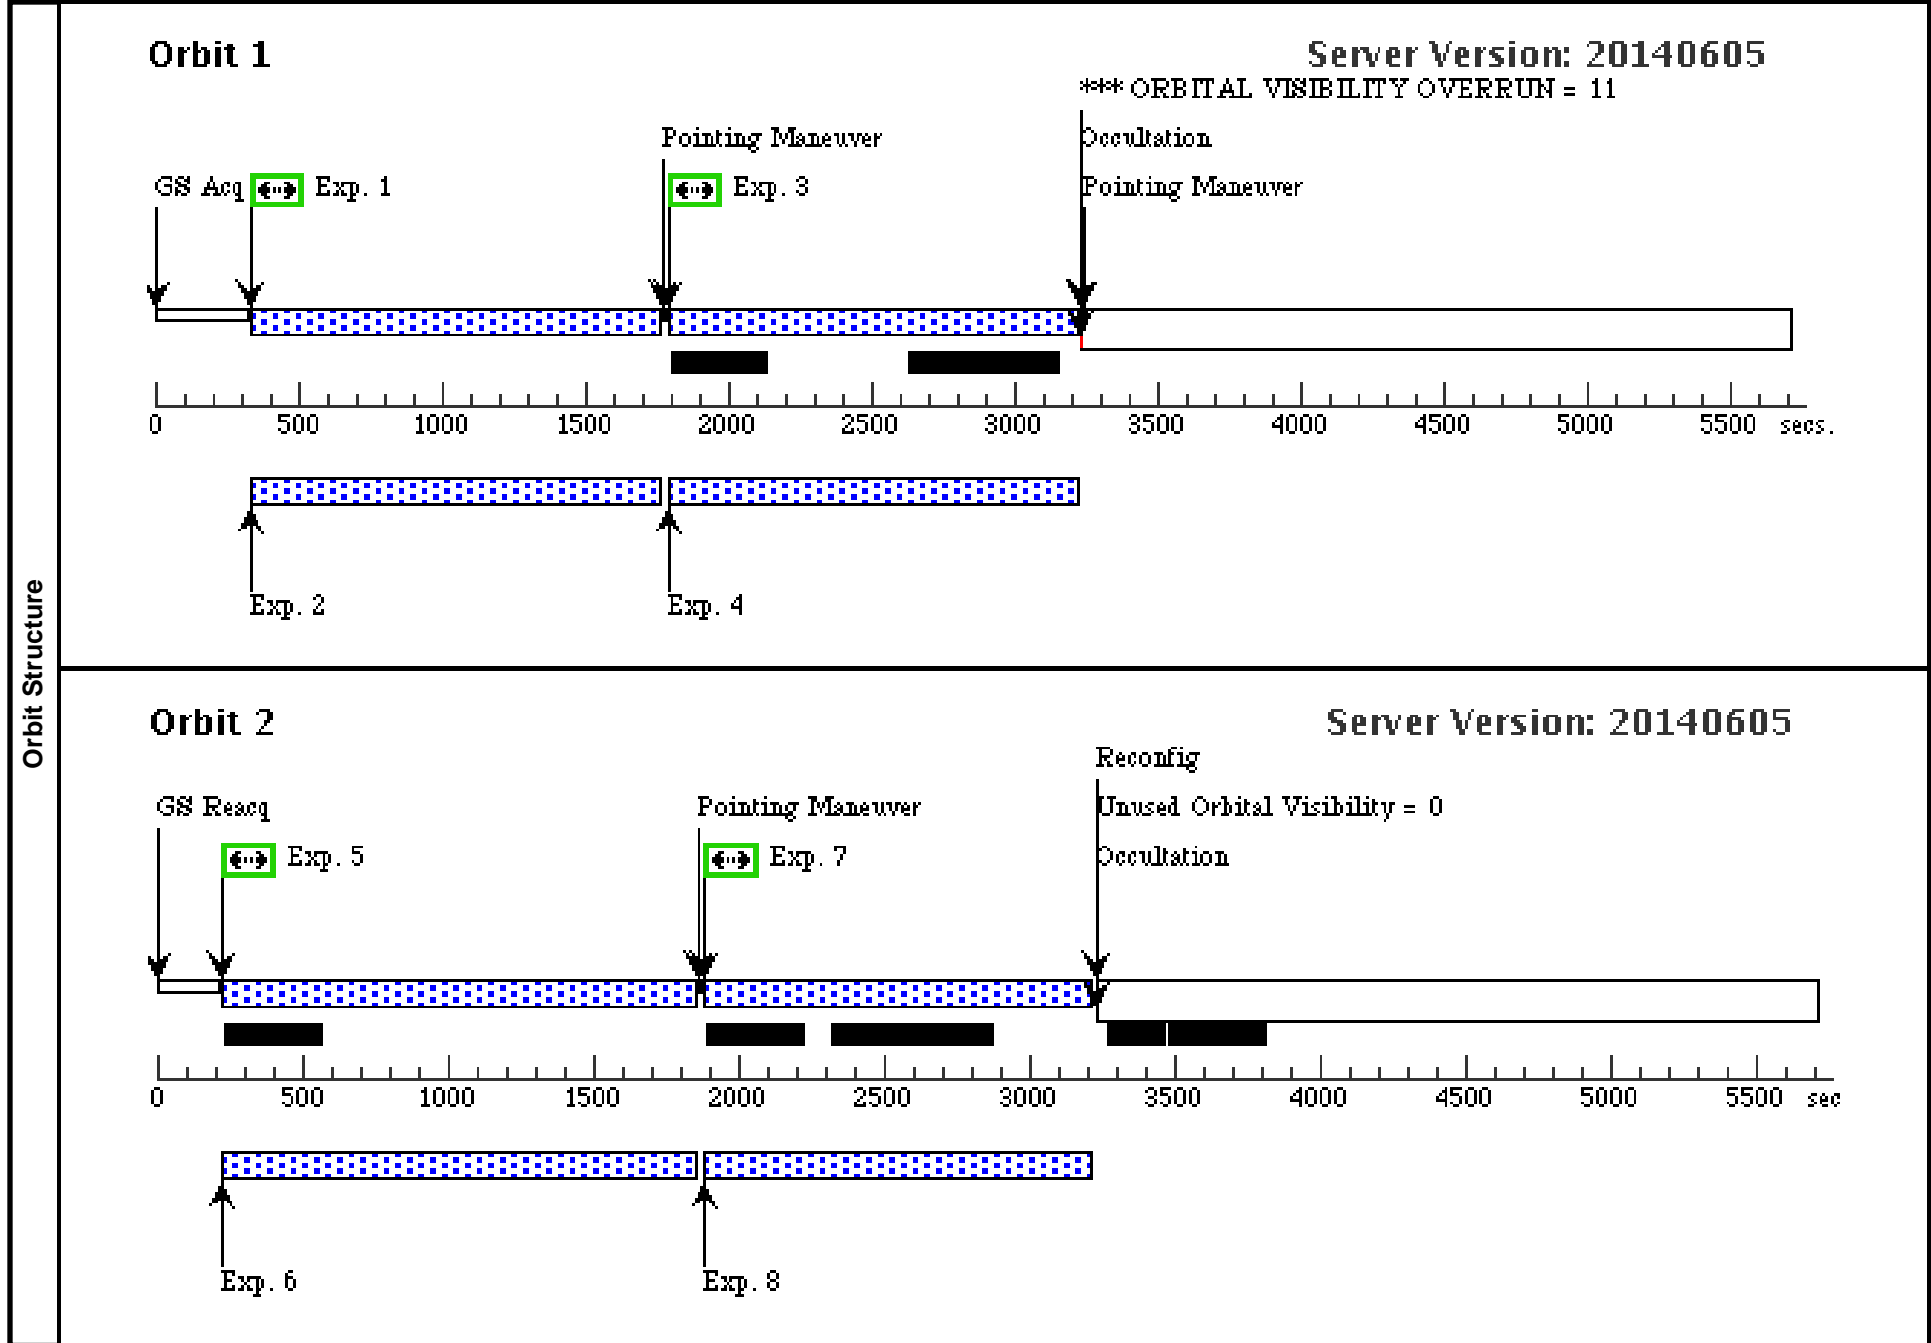 Orbit Structure
Orbit 1
Server Version: 20140605
*** ORBITAL VISIBILITY OVERRUN = 11
Pointing Maneuver
Occultation
GS Acq
Exp. 1
Exp. 3
Pointing Maneuver
0 500 1000 1500 2000 2500 3000 3500 4000 4500 5000 5500 secs.
Exp. 2
Exp. 4
Orbit 2
Server Version: 20140605
Reconfig
GS Reacq
Pointing Maneuver
Unused Orbital Visibility = 0
Exp. 5
Exp. 7
Occultation
0 500 1000 1500 2000 2500 3000 3500 4000 4500 5000 5500 sec
Exp. 6
Exp. 8